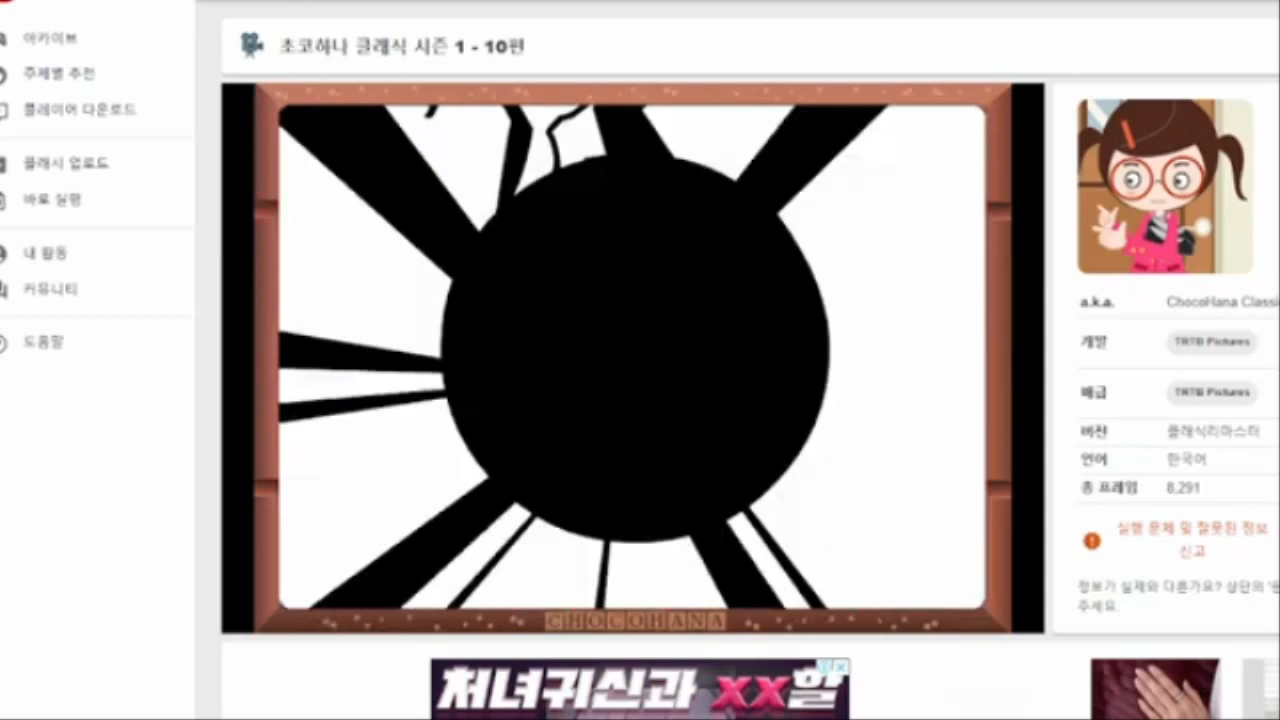 아카이브
주제별 추천
플레이어 다운로드
플래시 업로드
바로 실행
내 활동
커뮤니티
도움말
초코하나 클래식 시즌 1 - 10편
CHOCOHANA
a.k.a. ChocoHana Classi
개발 TRTB Pictures
배급 TRTB Pictures
버전 클래식리마스터
언어 한국어
총 프레임 8,291
실행 문제 및 잘못된 정보
신고
정보가 실제와 다른가요? 상단의
주세요.
처녀귀신과 XX할